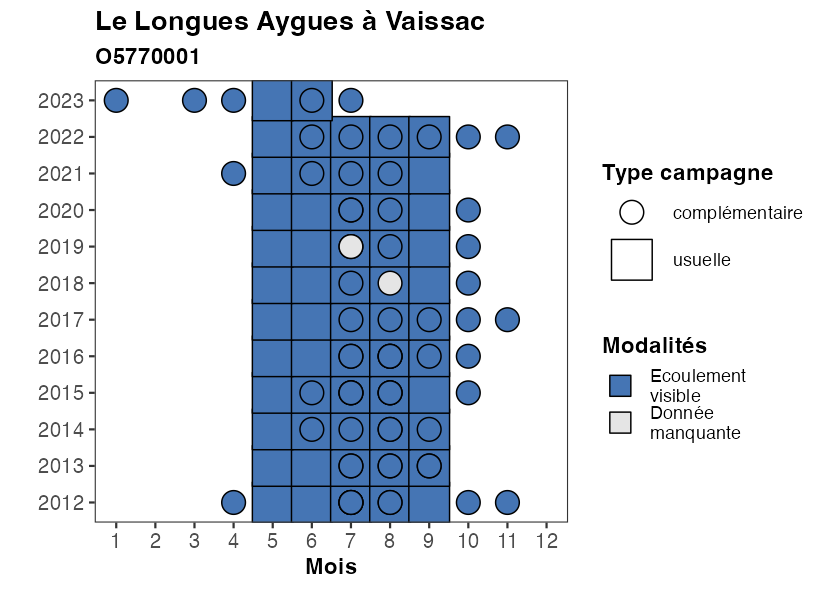 Le Longues Aygues à Vaissac
O5770001
2023
2022
2021
2020
2019
2018
2017
2016
2015
2014
2013
2012
1 2 3 4 5 6 7 8 9 10 11 12
Mois
Type campagne
complémentaire
usuelle
Modalités
Ecoulement
visible
Donnée
manquante